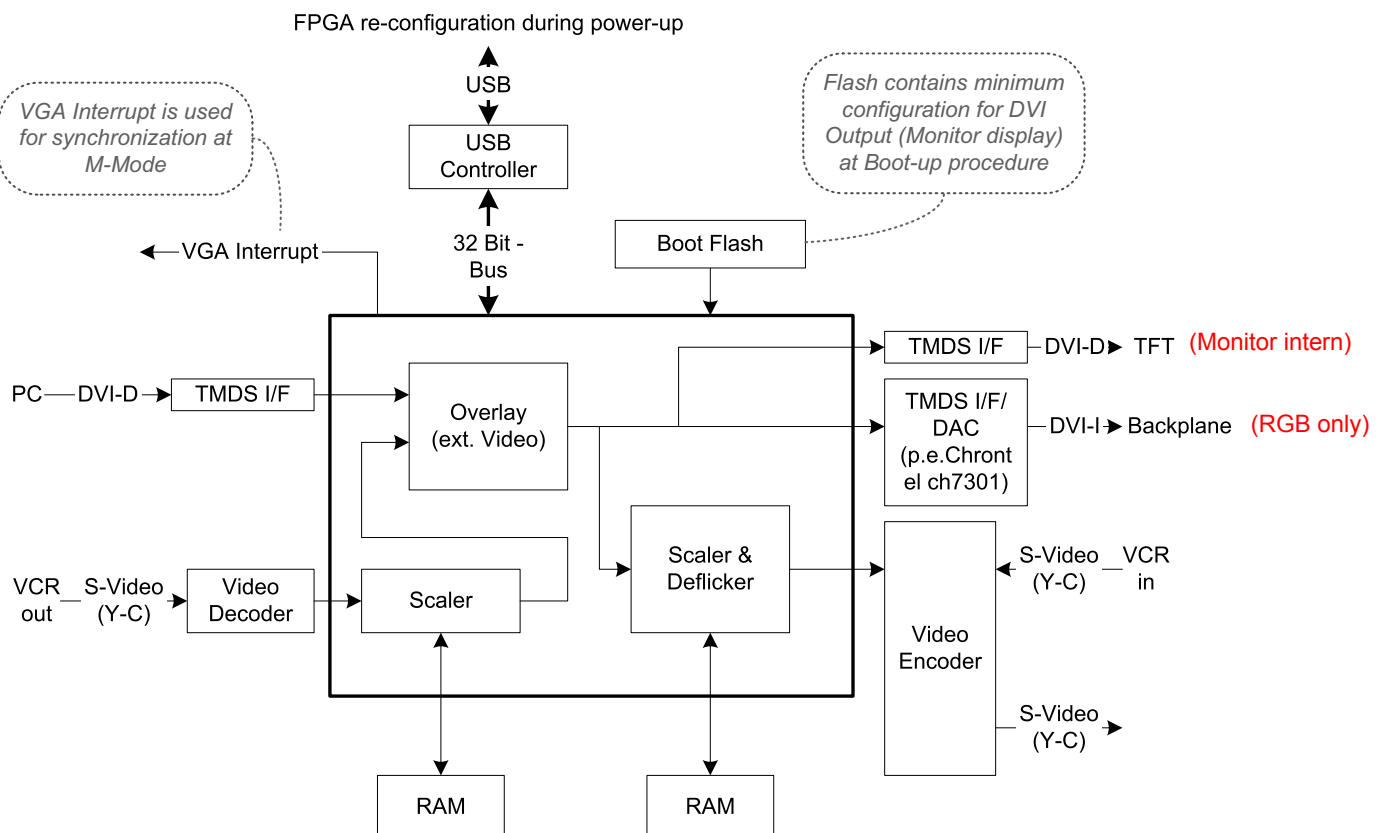 FPGA re-configuration during power-up
USB
USB
Controller
32 Bit -
Bus
VGA Interrupt is used
for synchronization at
M-Mode
Flash contains minimum
configuration for DVI
Output (Monitor display)
at Boot-up procedure
VGA Interrupt
Boot Flash
PC
DVI-D
TMDS I/F
Overlay
(ext. Video)
TMDS I/F
DVI-D
TFT
(Monitor intern)
TMDS I/F/
DAC
(p.e.Chront
el ch7301)
DVI-I
Backplane
(RGB only)
VCR
out
S-Video
(Y-C)
Video
Decoder
Scaler
Scaler &
Deflicker
Video
Encoder
S-Video
(Y-C)
VCR
in
S-Video
(Y-C)
RAM
RAM